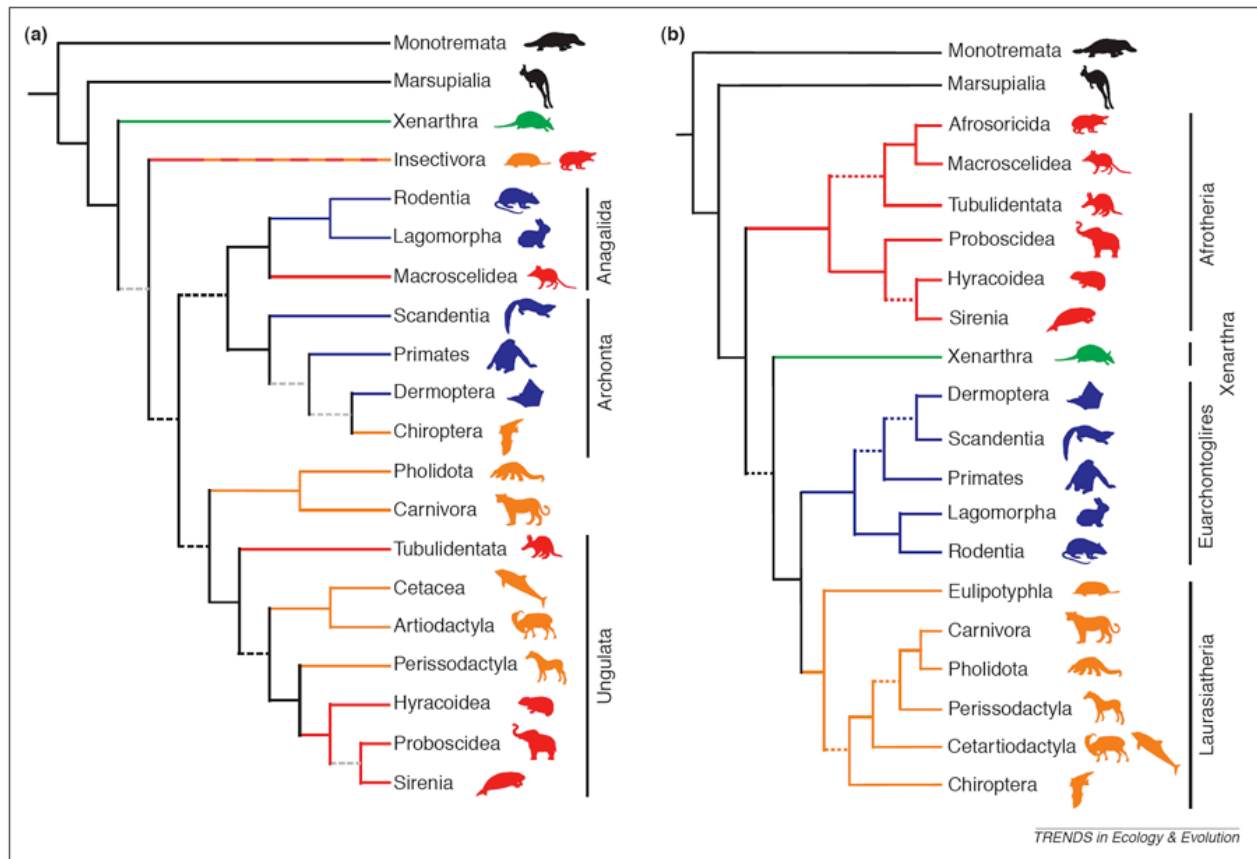 (a)
Monotremata
Marsupialia
Xenarthra
Insectivora
Rodentia
Lagomorpha
Macroscelidea
Anagalida
Scandentia
Primates
Dermoptera
Chiroptera
Archonta
Pholidota
Carnivora
Tubulidentata
Cetacea
Artiodactyla
Perissodactyla
Hyracoidea
Proboscidea
Sirenia
Ungulata
(b)
Monotremata
Marsupialia
Afrosoricida
Macroscelidea
Tubulidentata
Proboscidea
Hyracoidea
Sirenia
Afrotheria
Xenarthra
Xenarthra
Dermoptera
Scandentia
Primates
Lagomorpha
Rodentia
Euarchontoglires
Eulipotyphla
Carnivora
Pholidota
Perissodactyla
Cetartiodactyla
Chiroptera
Laurasiatheria
TRENDS in Ecology & Evolution